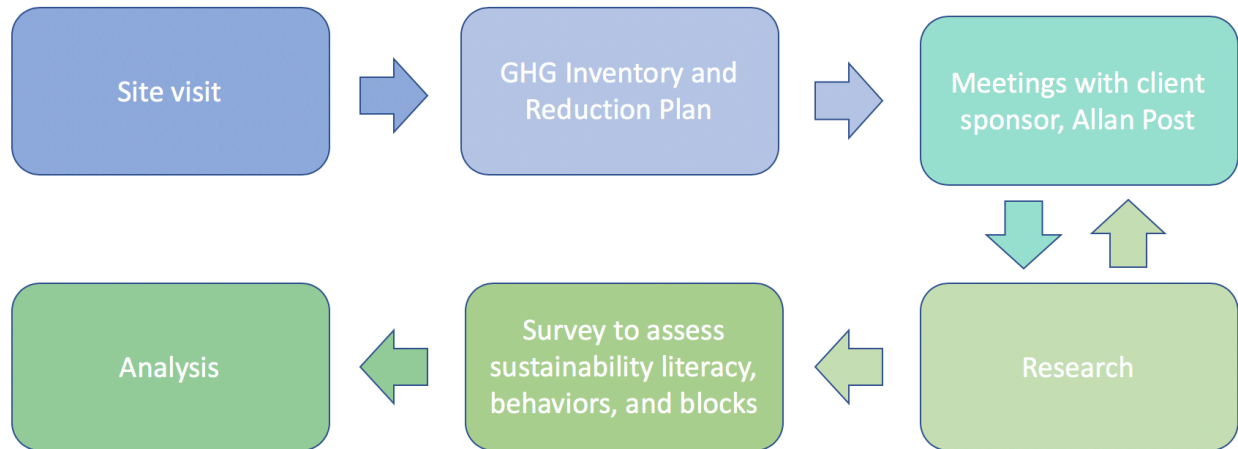 Site visit
GHG Inventory and
Reduction Plan
Meetings with client
sponsor, Allan Post
Research
Survey to assess
sustainability literacy,
behaviors, and blocks
Analysis